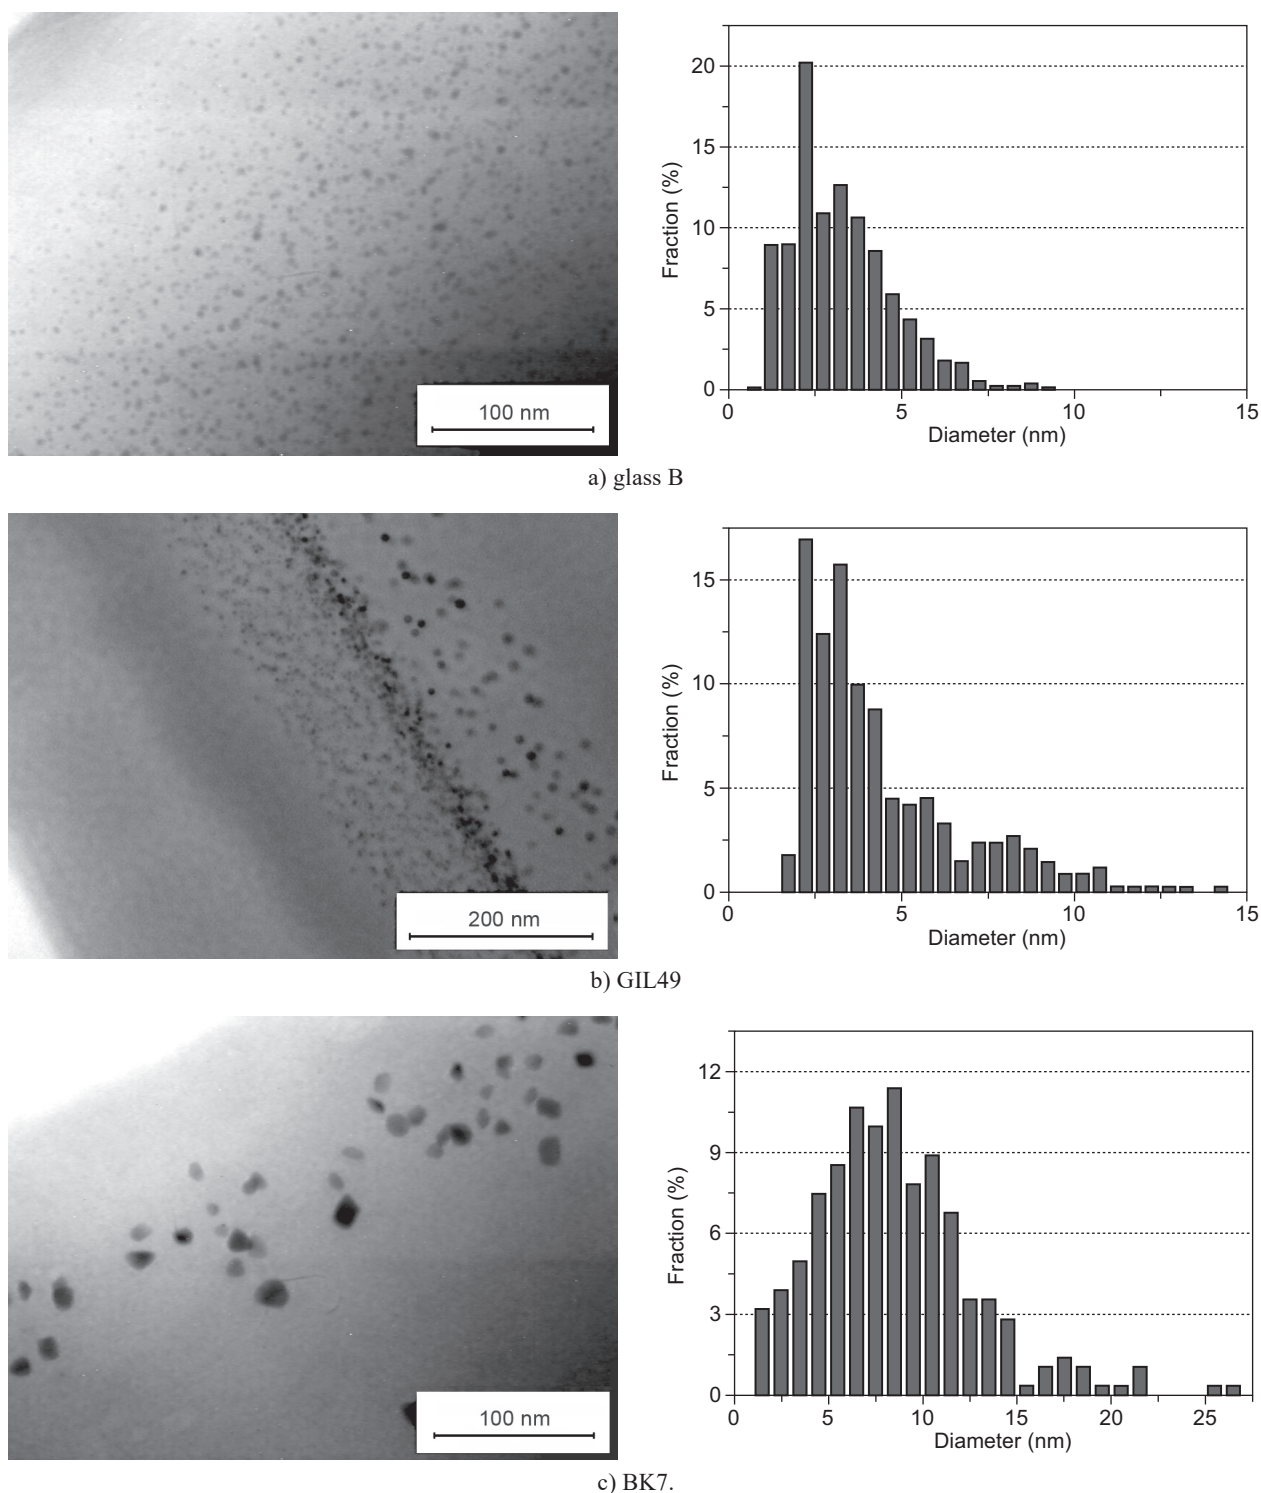 100 nm
Fraction (%)
20
15
10
5
0
0 5 10 15
Diameter (nm)
a) glass B
200 nm
Fraction (%)
15
10
5
0
0 5 10 15
Diameter (nm)
b) GIL49
100 nm
Fraction (%)
12
9
6
3
0
0 5 10 15 20 25
Diameter (nm)
c) BK7.